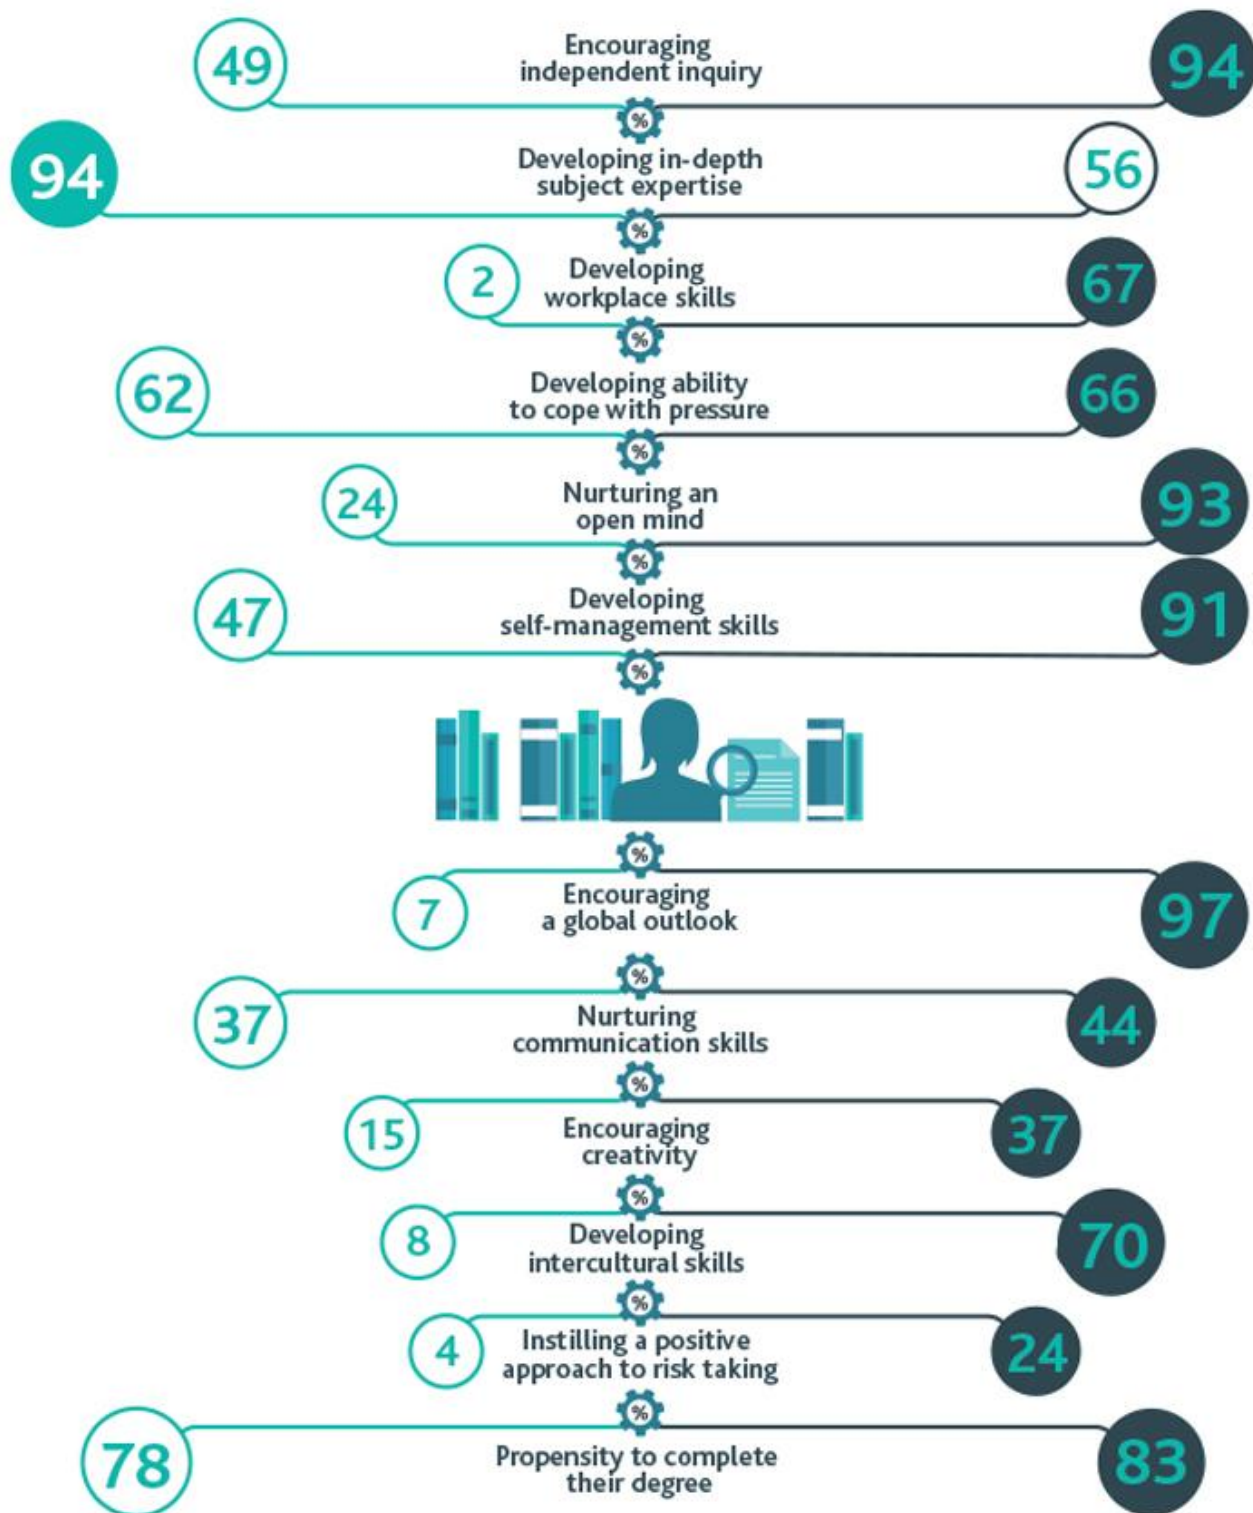 49
Encouraging
independent inquiry
94
%
94
Developing in-depth
subject expertise
56
%
2
Developing
workplace skills
67
%
62
Developing ability
to cope with pressure
66
%
24
Nurturing an
open mind
93
%
47
Developing
self-management skills
91
%
%
7
Encouraging
a global outlook
97
%
37
Nurturing
communication skills
44
%
15
Encouraging
creativity
37
%
8
Developing
intercultural skills
70
%
4
Instilling a positive
approach to risk taking
24
%
78
Propensity to complete
their degree
83